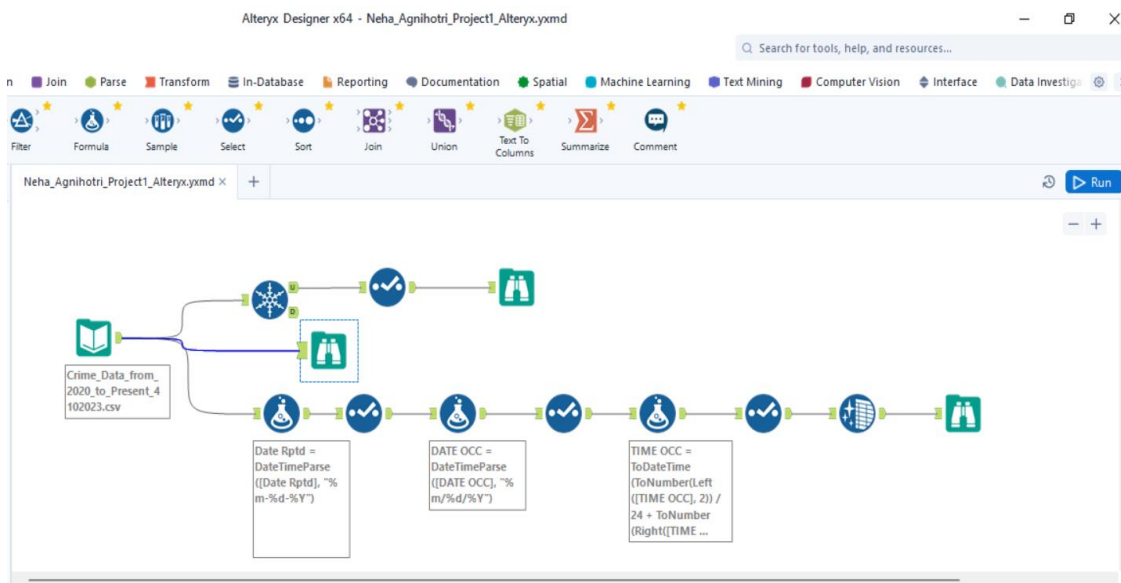 Alteryx Designer x64 - Neha_Agnihotri_Project1_Alteryx.yxmd
Search for tools, help, and resources...
n Join Parse Transform In-Database Reporting Documentation Spatial Machine Learning Text Mining Computer Vision Interface Data Investiga
Filter Formula Sample Select Sort Join Union Text To Summarize Comment
Columns
Neha_Agnihotri_Project1_Alteryx.yxmd × +
Run
U
D
Crime_Data_from_
2020_to_Present_4
102023.csv
Date Rptd =
DateTimeParse
([Date Rptd], "%
m-%d-%Y")
DATE OCC =
DateTimeParse
([DATE OCC], "%
m/%d/%Y")
TIME OCC =
ToDateTime
(ToNumber(Left
([TIME OCC], 2)) /
24 + ToNumber
(Right([TIME ...